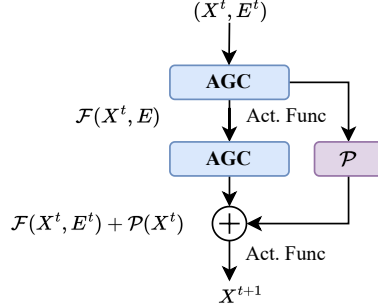 (X^t, E^t)
AGC
F(X^t, E)
Act. Func
AGC
P
F(X^t, E^t) + P(X^t)
+
Act. Func
X^{t+1}